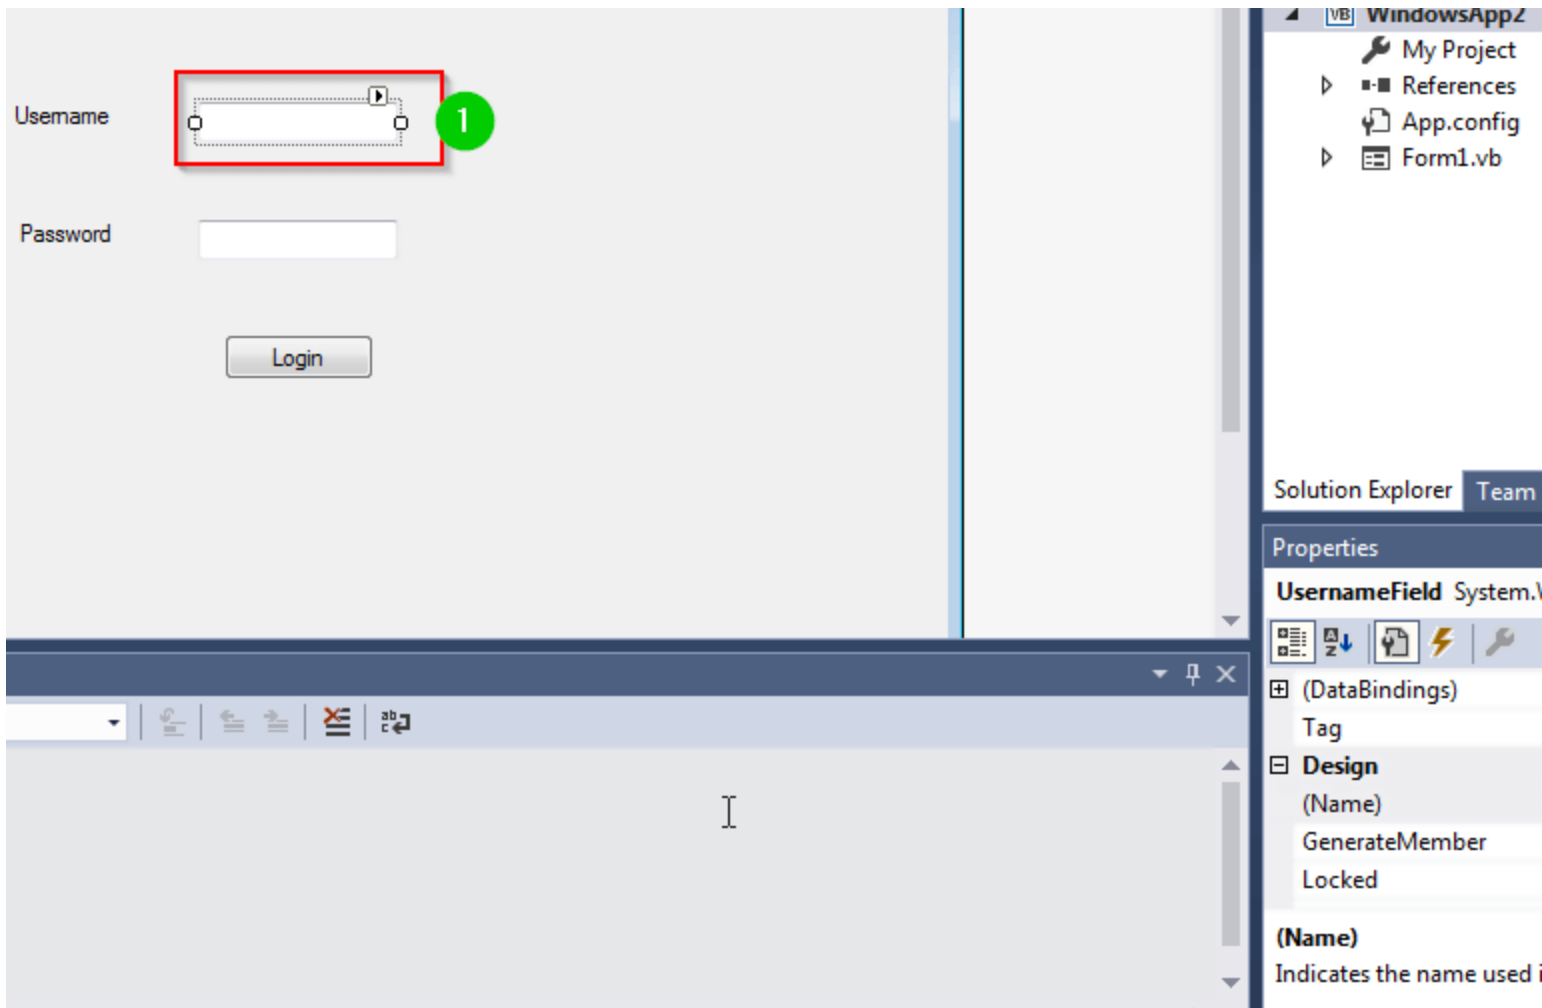 WindowsApp2
My Project
References
App.config
Form1.vb
Username
1
Password
Login
Solution Explorer
Team
Properties
UsernameField System.
(DataBindings)
Tag
Design
(Name)
GenerateMember
Locked
(Name)
Indicates the name used